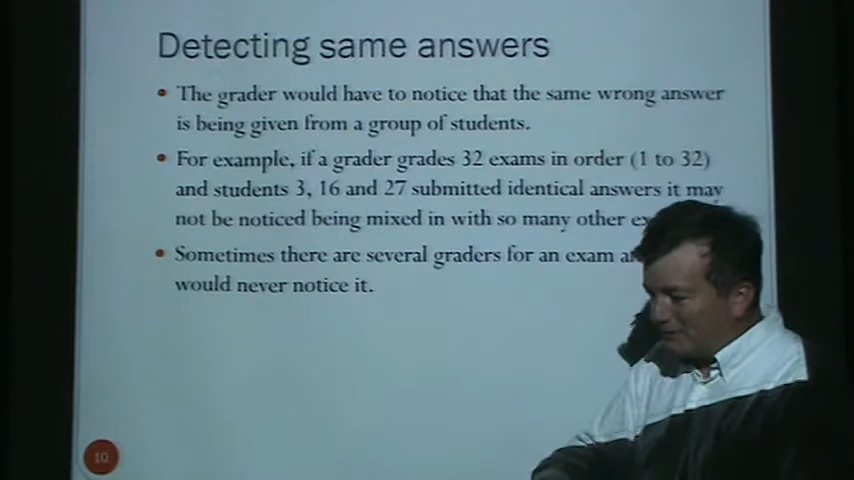 Detecting same answers
The grader would have to notice that the same wrong answer
is being given from a group of students.
For example, if a grader grades 32 exams in order (1 to 32)
and students 3, 16 and 27 submitted identical answers it may
not be noticed being mixed in with so many other
Sometimes there are several graders for an exam
would never notice it.
10